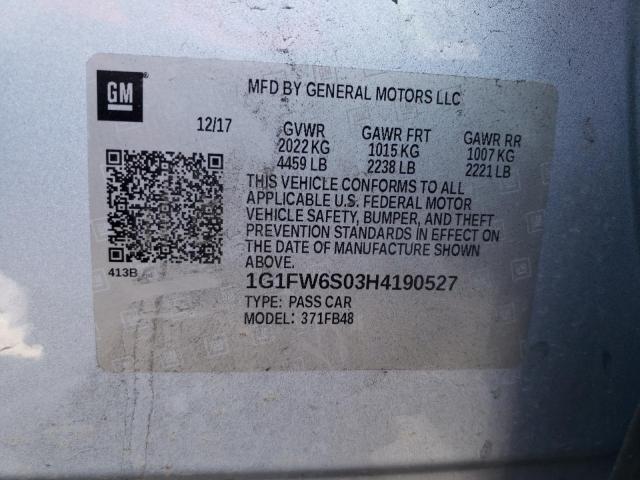 GM
®
MFD BY GENERAL MOTORS LLC
12/17
GVWR GAWR FRT GAWR RR
2022 KG 1015 KG 1007 KG
4459 LB 2238 LB 2221 LB
THIS VEHICLE CONFORMS TO ALL
APPLICABLE U.S. FEDERAL MOTOR
VEHICLE SAFETY, BUMPER, AND THEFT
PREVENTION STANDARDS IN EFFECT ON
THE DATE OF MANUFACTURE SHOWN
ABOVE.
413B
1G1FW6S03H4190527
TYPE: PASS CAR
MODEL: 371FB48